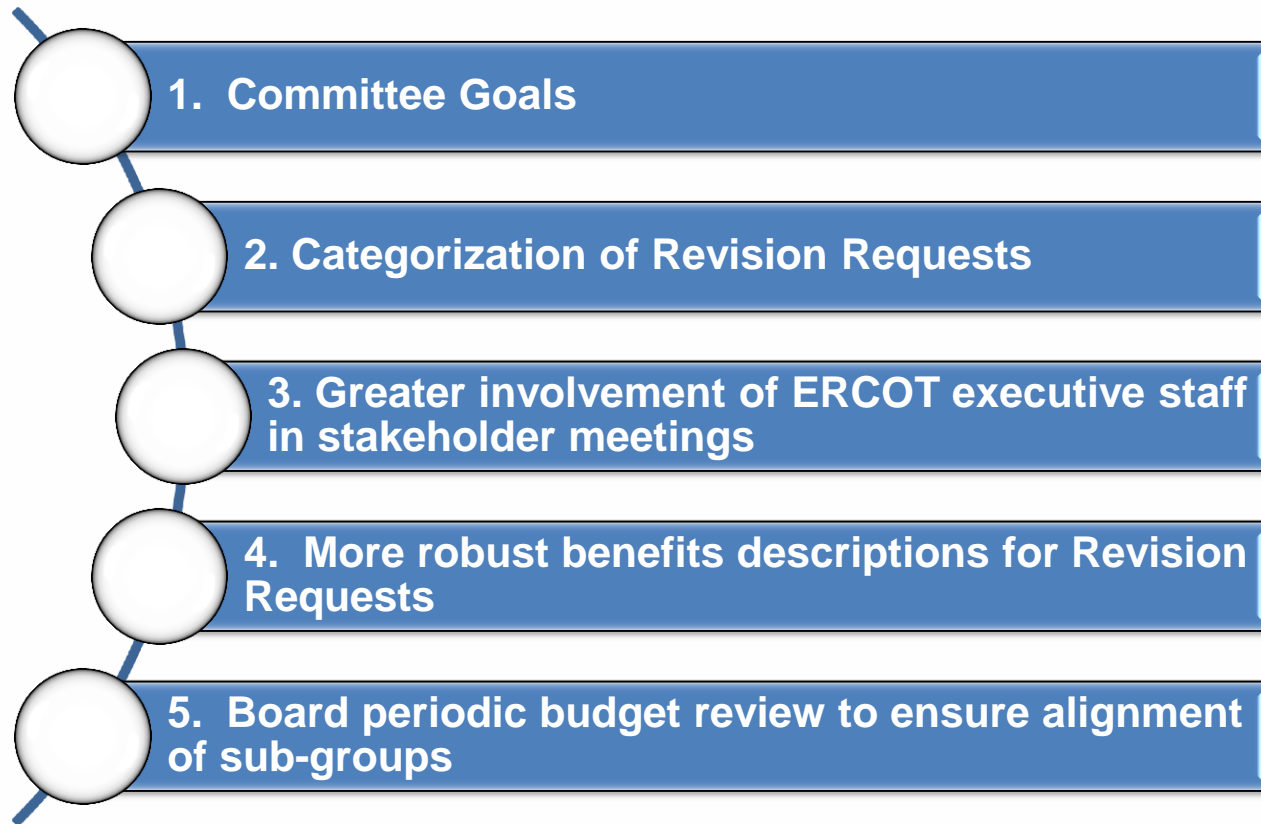 1. Committee Goals
2. Categorization of Revision Requests
3. Greater involvement of ERCOT executive staff
in stakeholder meetings
4. More robust benefits descriptions for Revision
Requests
5. Board periodic budget review to ensure alignment
of sub-groups